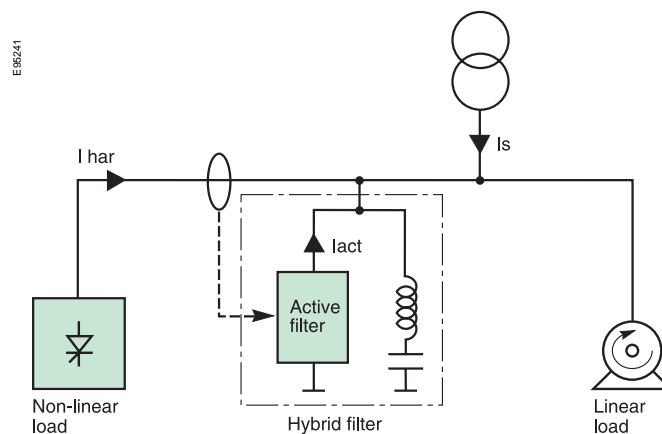 E95241
I har
Is
Iact
Active
filter
Non-linear
load
Hybrid filter
Linear
load